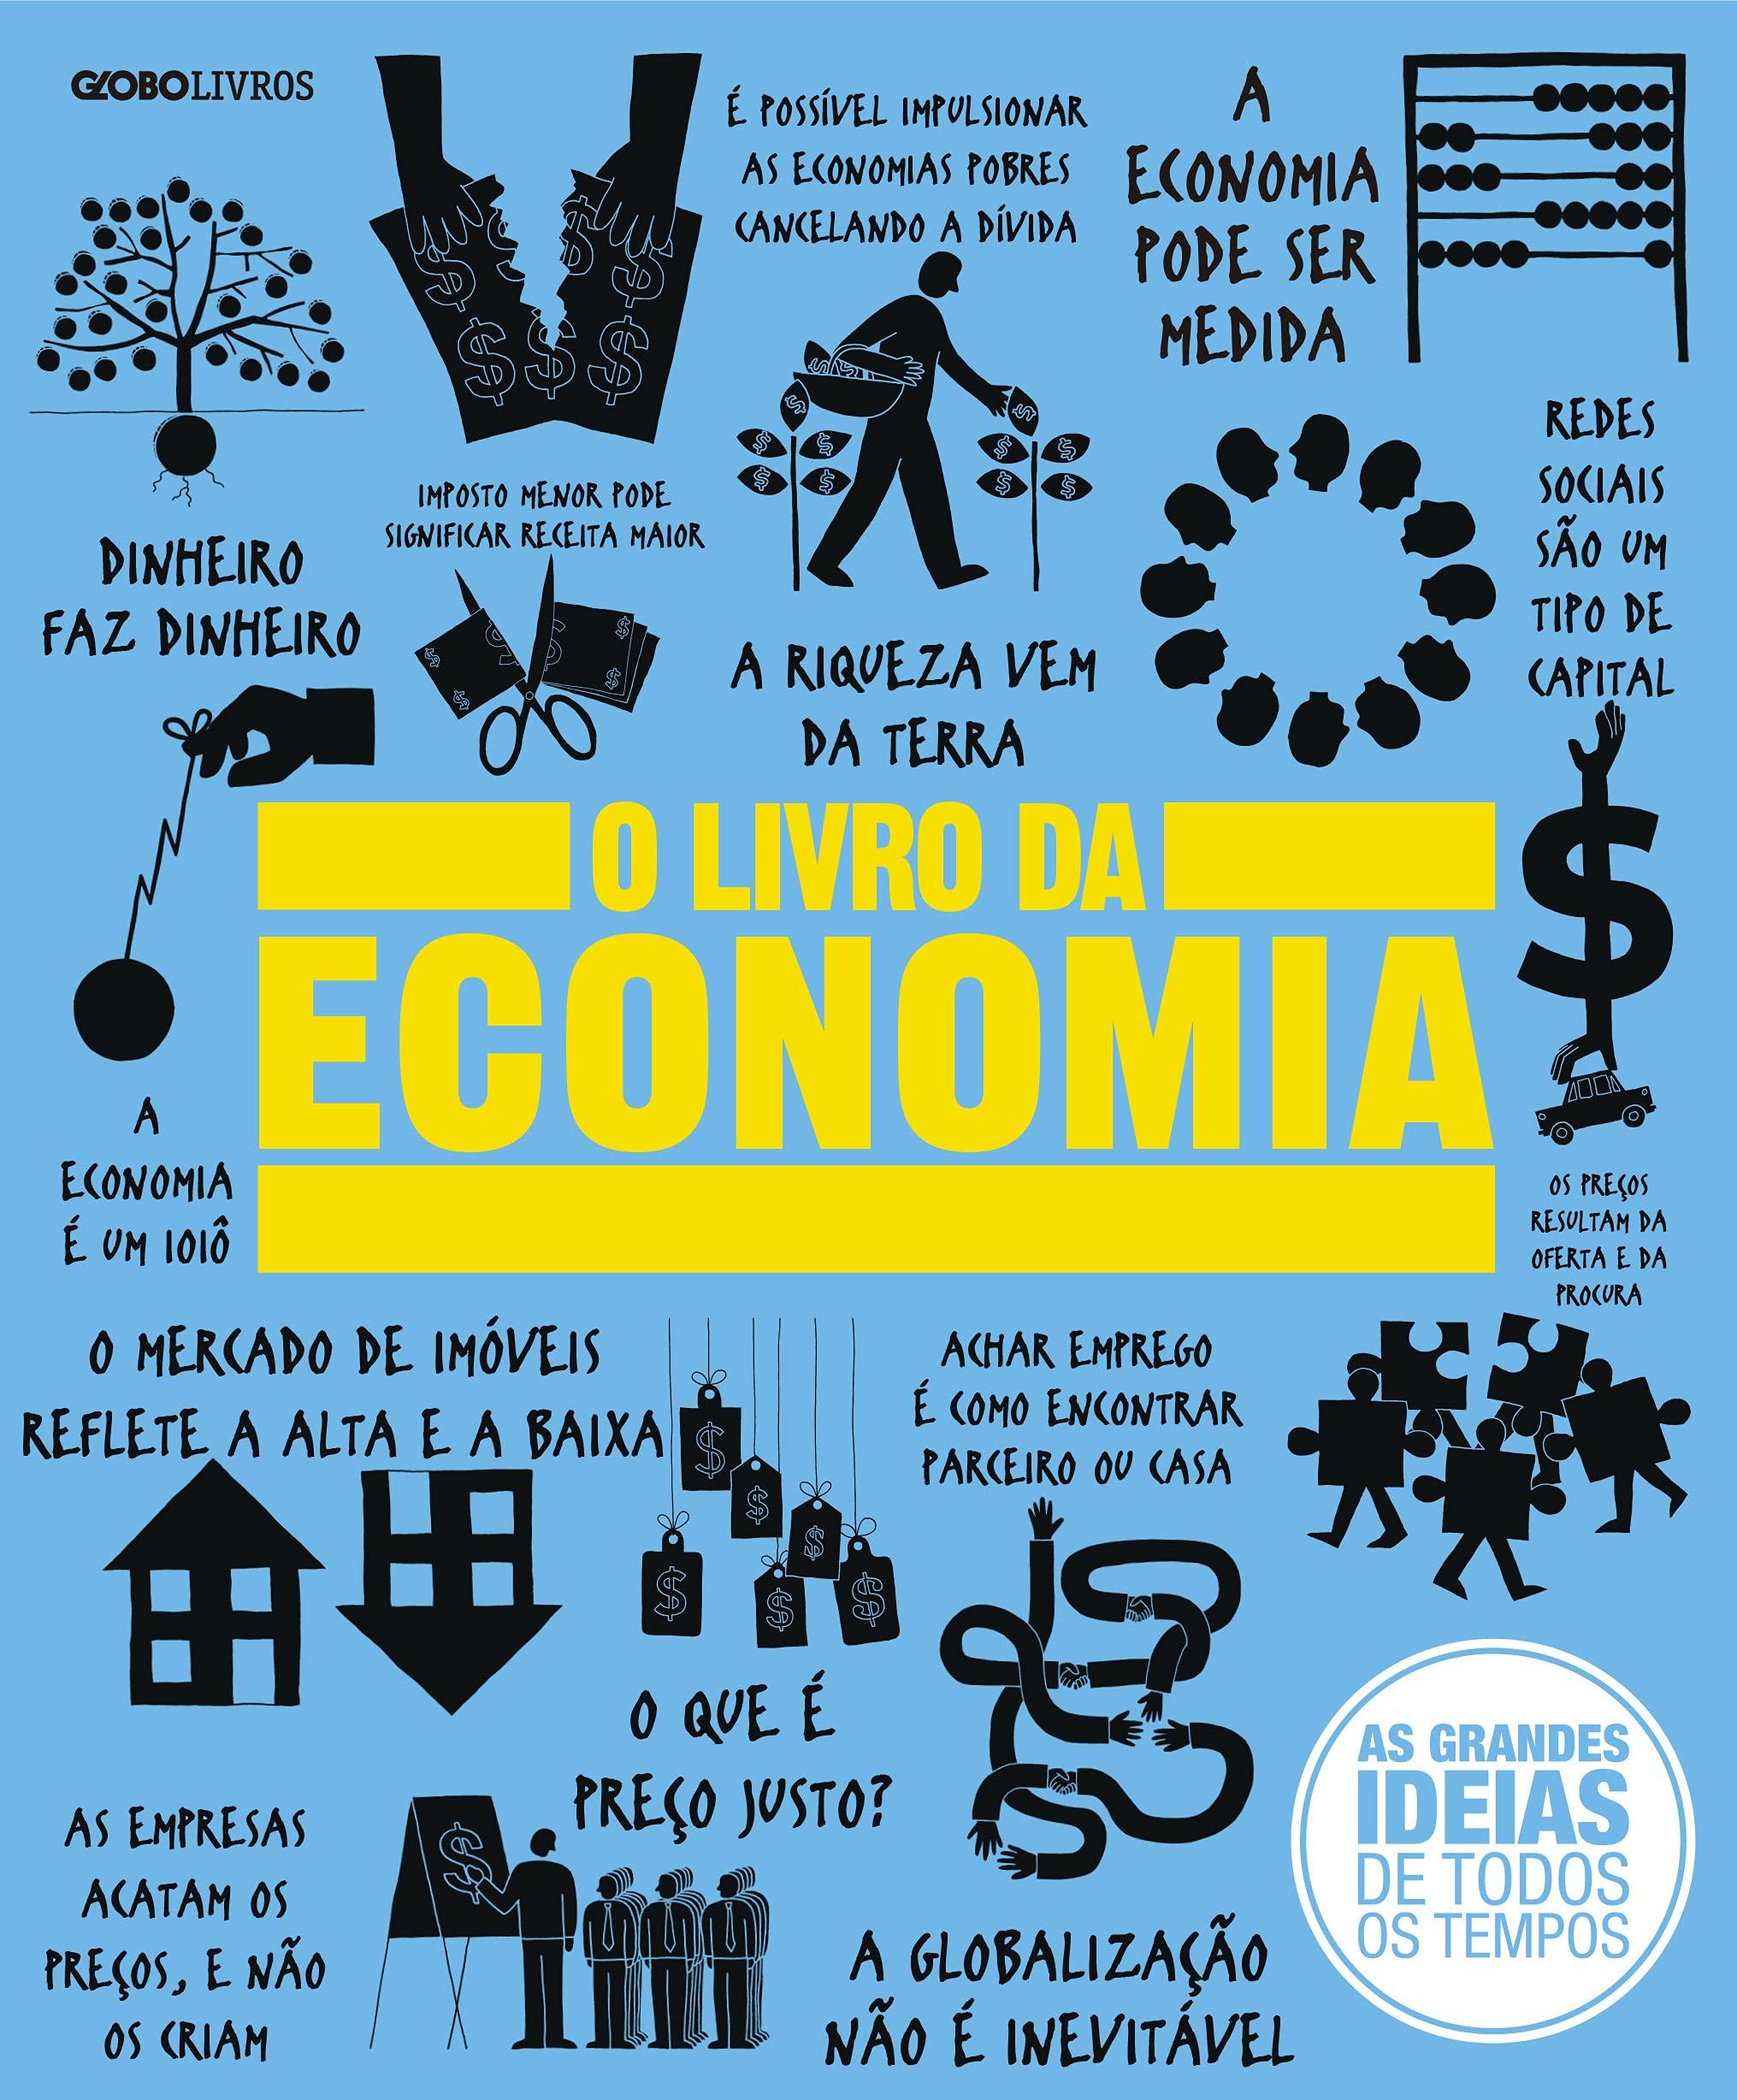 GLOBOLIVROS
É POSSÍVEL IMPULSIONAR
AS ECONOMIAS POBRES
CANCELANDO A DÍVIDA
A
ECONOMIA
PODE SER
MEDIDA
REDES
SOCIAIS
SÃO UM
TIPO DE
CAPITAL
IMPOSTO MENOR PODE
SIGNIFICAR RECEITA MAIOR
DINHEIRO
FAZ DINHEIRO
A RIQUEZA VEM
DA TERRA
O LIVRO DA
ECONOMIA
A
ECONOMIA
É UM IOIÔ
OS PREÇOS
RESULTAM DA
OFERTA E DA
PROCURA
O MERCADO DE IMÓVEIS
REFLETE A ALTA E A BAIXA
ACHAR EMPREGO
É COMO ENCONTRAR
PARCEIRO OU CASA
O QUE É
PREÇO JUSTO?
AS EMPRESAS
ACATAM OS
PREÇOS, E NÃO
OS CRIAM
A GLOBALIZAÇÃO
NÃO É INEVITÁVEL
AS GRANDES
IDEIAS
DE TODOS
OS TEMPOS